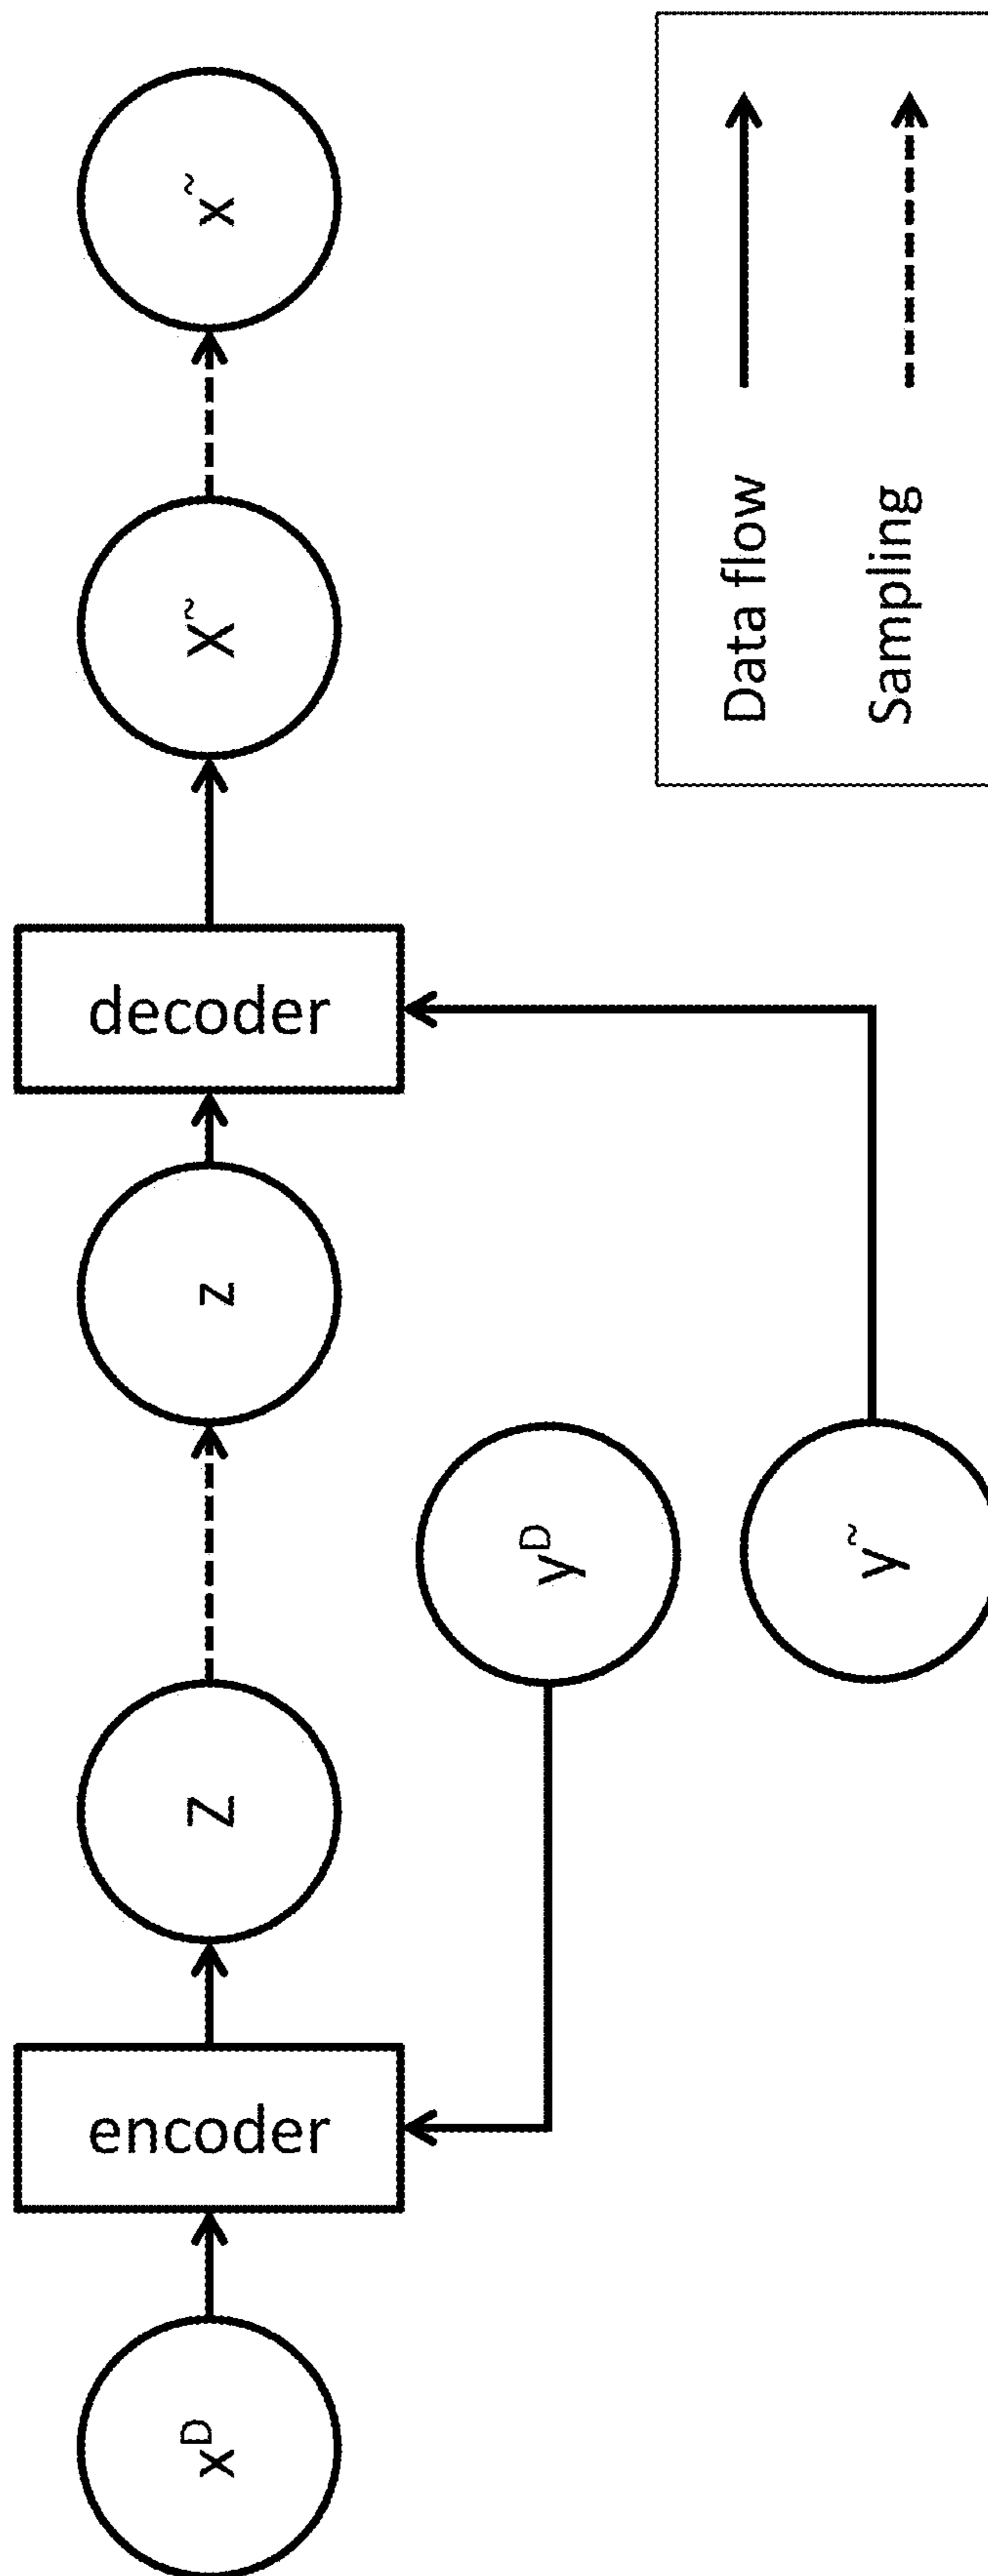 x^D
encoder
Z
z
decoder
X^~
x^~
y^D
y^~
Data flow
Sampling